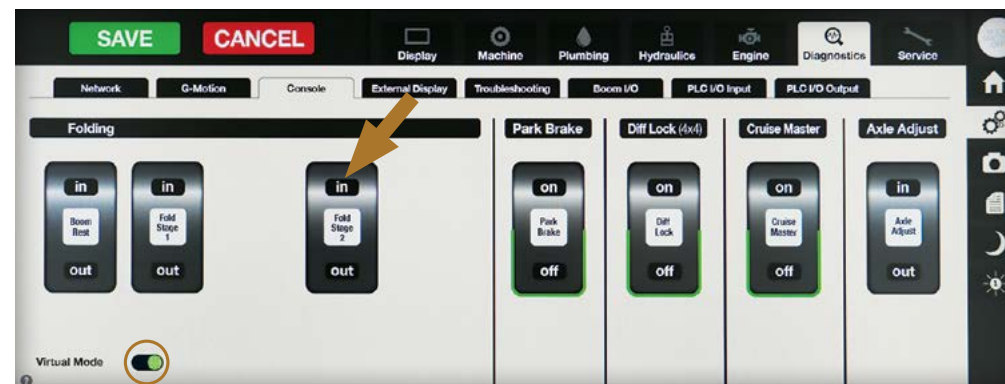 SAVE CANCEL
Display Machine Plumbing Hydraulics Engine Diagnostics Service
Network G-Motion Console External Display Troubleshooting Boom I/O PLC I/O Input PLC I/O Output
Folding Park Brake Diff Lock (4x4) Cruise Master Axle Adjust
in in in on on on in
Boom Rest
Fold Stage 1
Fold Stage 2
Park Brake
Diff Lock
Cruise Master
Axle Adjust
out out out off off off out
Virtual Mode
?